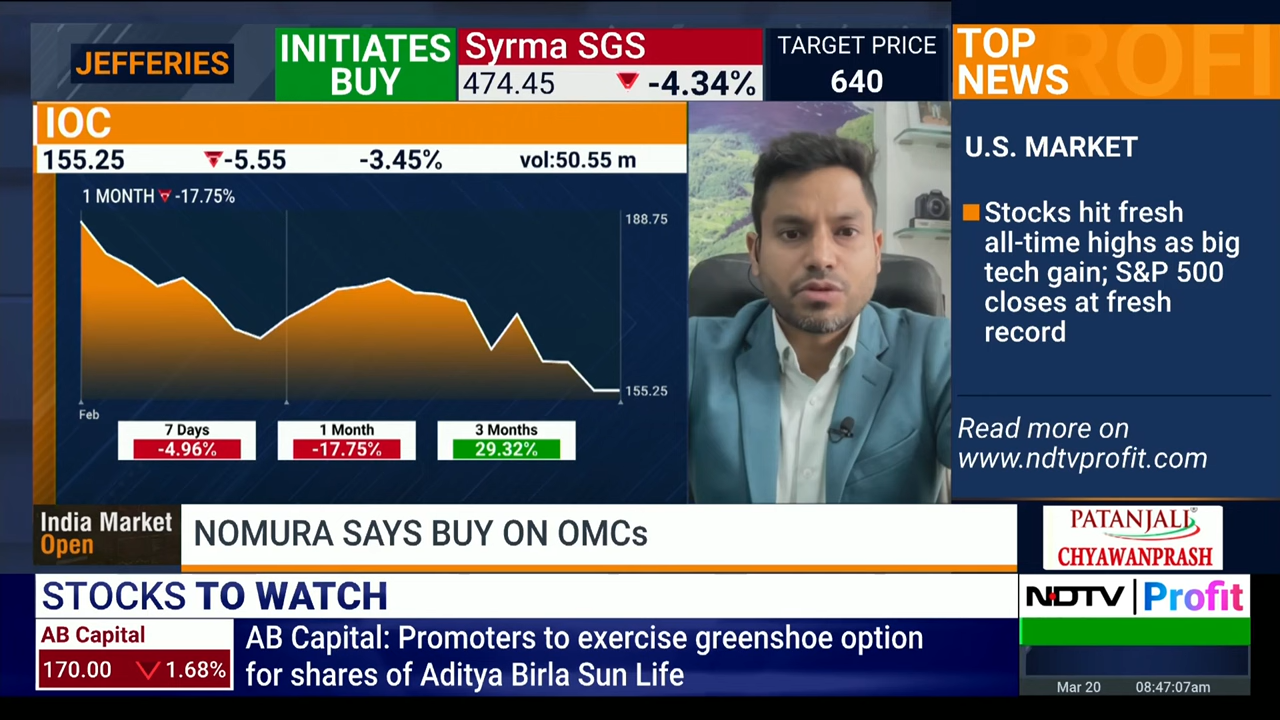 JEFFERIES
INITIATES
BUY
Syrma SGS
474.45 -4.34%
TARGET PRICE
640
TOP
NEWS
PROFI
IOC
155.25 -5.55 -3.45% vol:50.55 m
1 MONTH -17.75%
188.75
155.25
Feb
7 Days
-4.96%
1 Month
-17.75%
3 Months
29.32%
U.S. MARKET
Stocks hit fresh
all-time highs as big
tech gain; S&P 500
closes at fresh
record
Read more on
www.ndtvprofit.com
India Market
Open
NOMURA SAYS BUY ON OMCs
PATANJALI®
CHYAWANPRASH
STOCKS TO WATCH
NDTV Profit
AB Capital
170.00 1.68%
AB Capital: Promoters to exercise greenshoe option
for shares of Aditya Birla Sun Life
Mar 20 08:47:07am